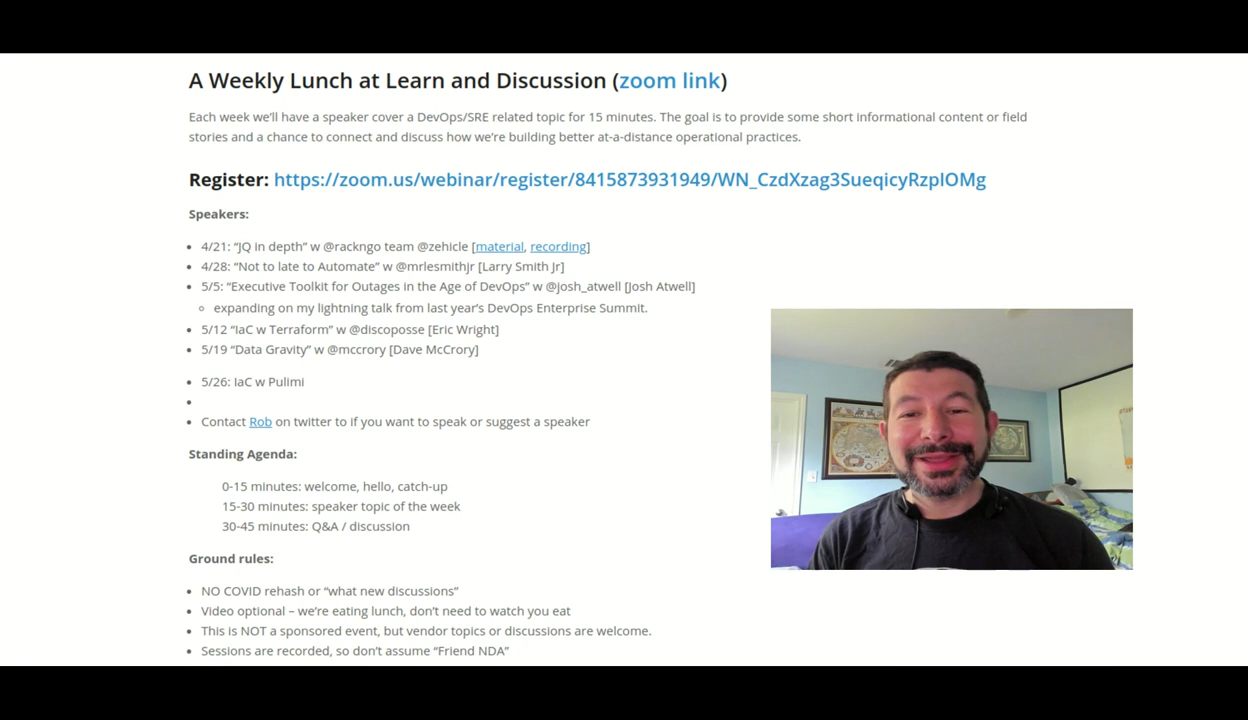 A Weekly Lunch at Learn and Discussion (zoom link)
Each week we'll have a speaker cover a DevOps/SRE related topic for 15 minutes. The goal is to provide some short informational content or field
stories and a chance to connect and discuss how we're building better at-a-distance operational practices.
Register: https://zoom.us/webinar/register/8415873931949/WN_CzdXzag3SueqicyRzplOMg
Speakers:
4/21: “JQ in depth” w @rackngo team @zehicle [material, recording]
4/28: “Not to late to Automate” w @mrlesmithjr [Larry Smith Jr]
5/5: “Executive Toolkit for Outages in the Age of DevOps” w @josh_atwell [Josh Atwell]
expanding on my lightning talk from last year's DevOps Enterprise Summit.
5/12 “IaC w Terraform” w @discoposse [Eric Wright]
5/19 “Data Gravity” w @mccrory [Dave McCrory]
5/26: IaC w Pulimi
Contact Rob on twitter to if you want to speak or suggest a speaker
Standing Agenda:
0-15 minutes: welcome, hello, catch-up
15-30 minutes: speaker topic of the week
30-45 minutes: Q&A / discussion
Ground rules:
NO COVID rehash or “what new discussions”
Video optional – we're eating lunch, don't need to watch you eat
This is NOT a sponsored event, but vendor topics or discussions are welcome.
Sessions are recorded, so don't assume “Friend NDA”